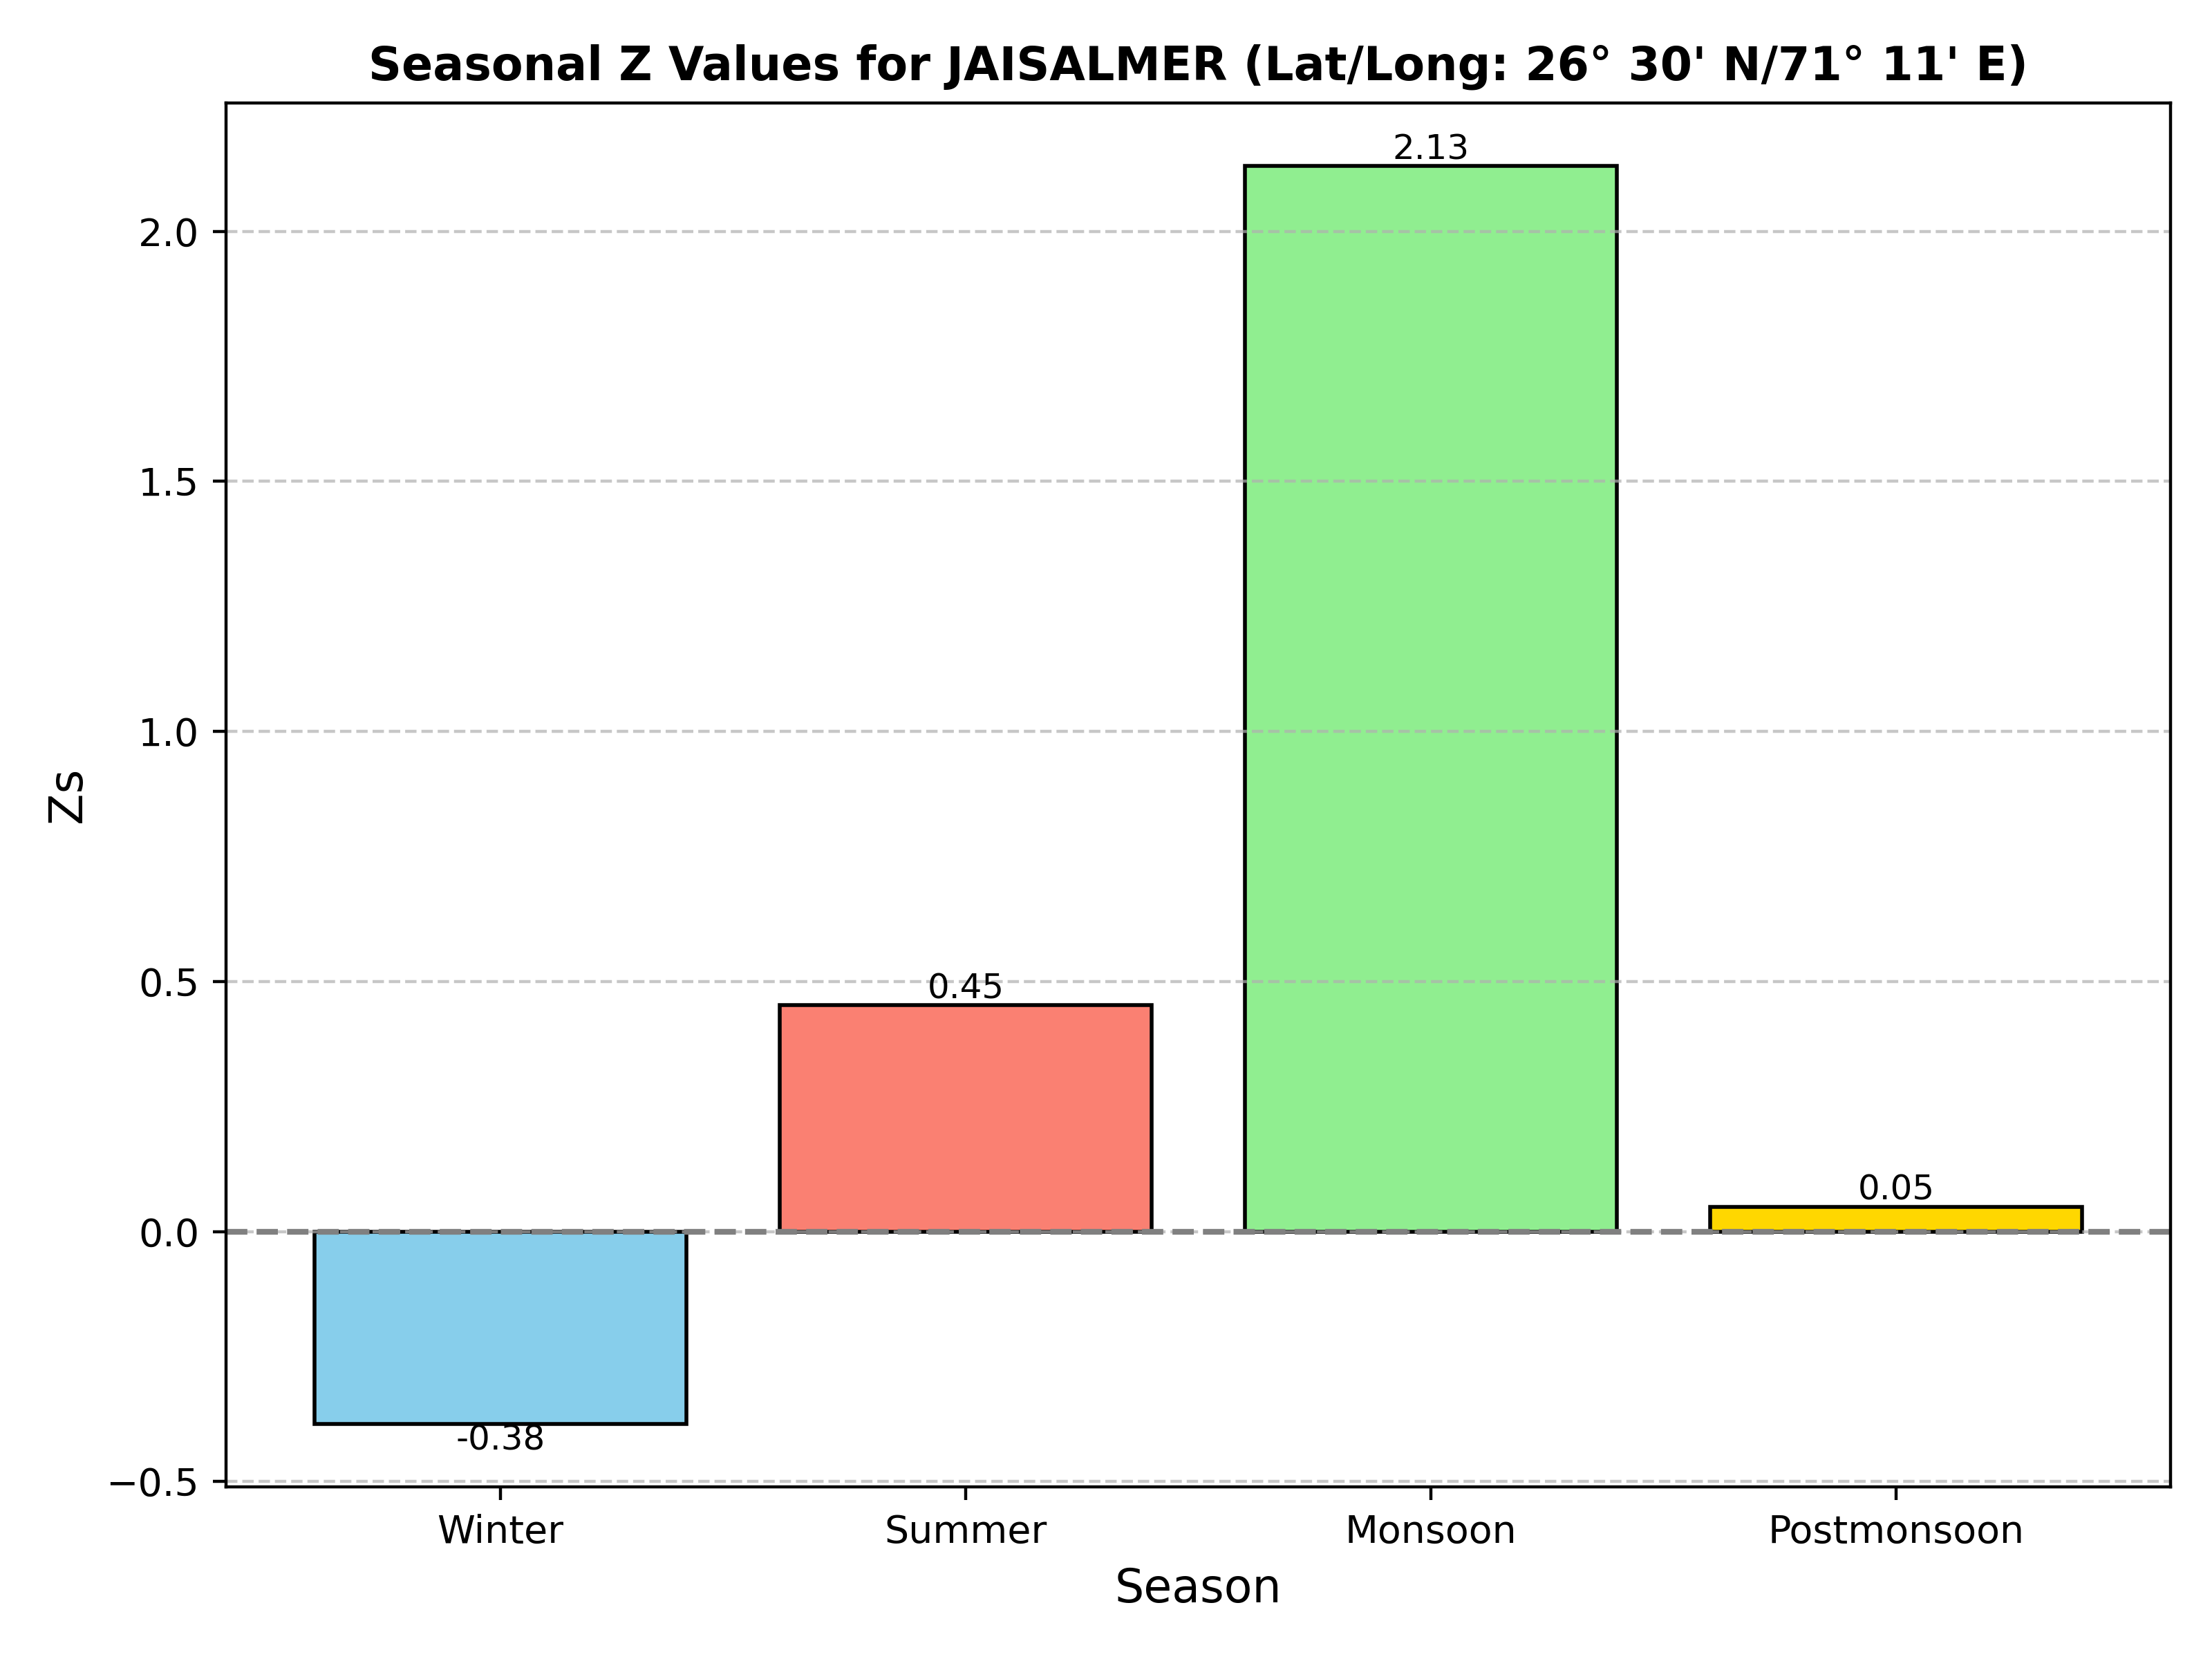 Seasonal Z Values for JAISALMER (Lat/Long: 26° 30' N/71° 11' E)
2.13
2.0
1.5
1.0
Zs
0.5
0.45
0.05
0.0
-0.38
−0.5
Winter Summer Monsoon Postmonsoon
Season